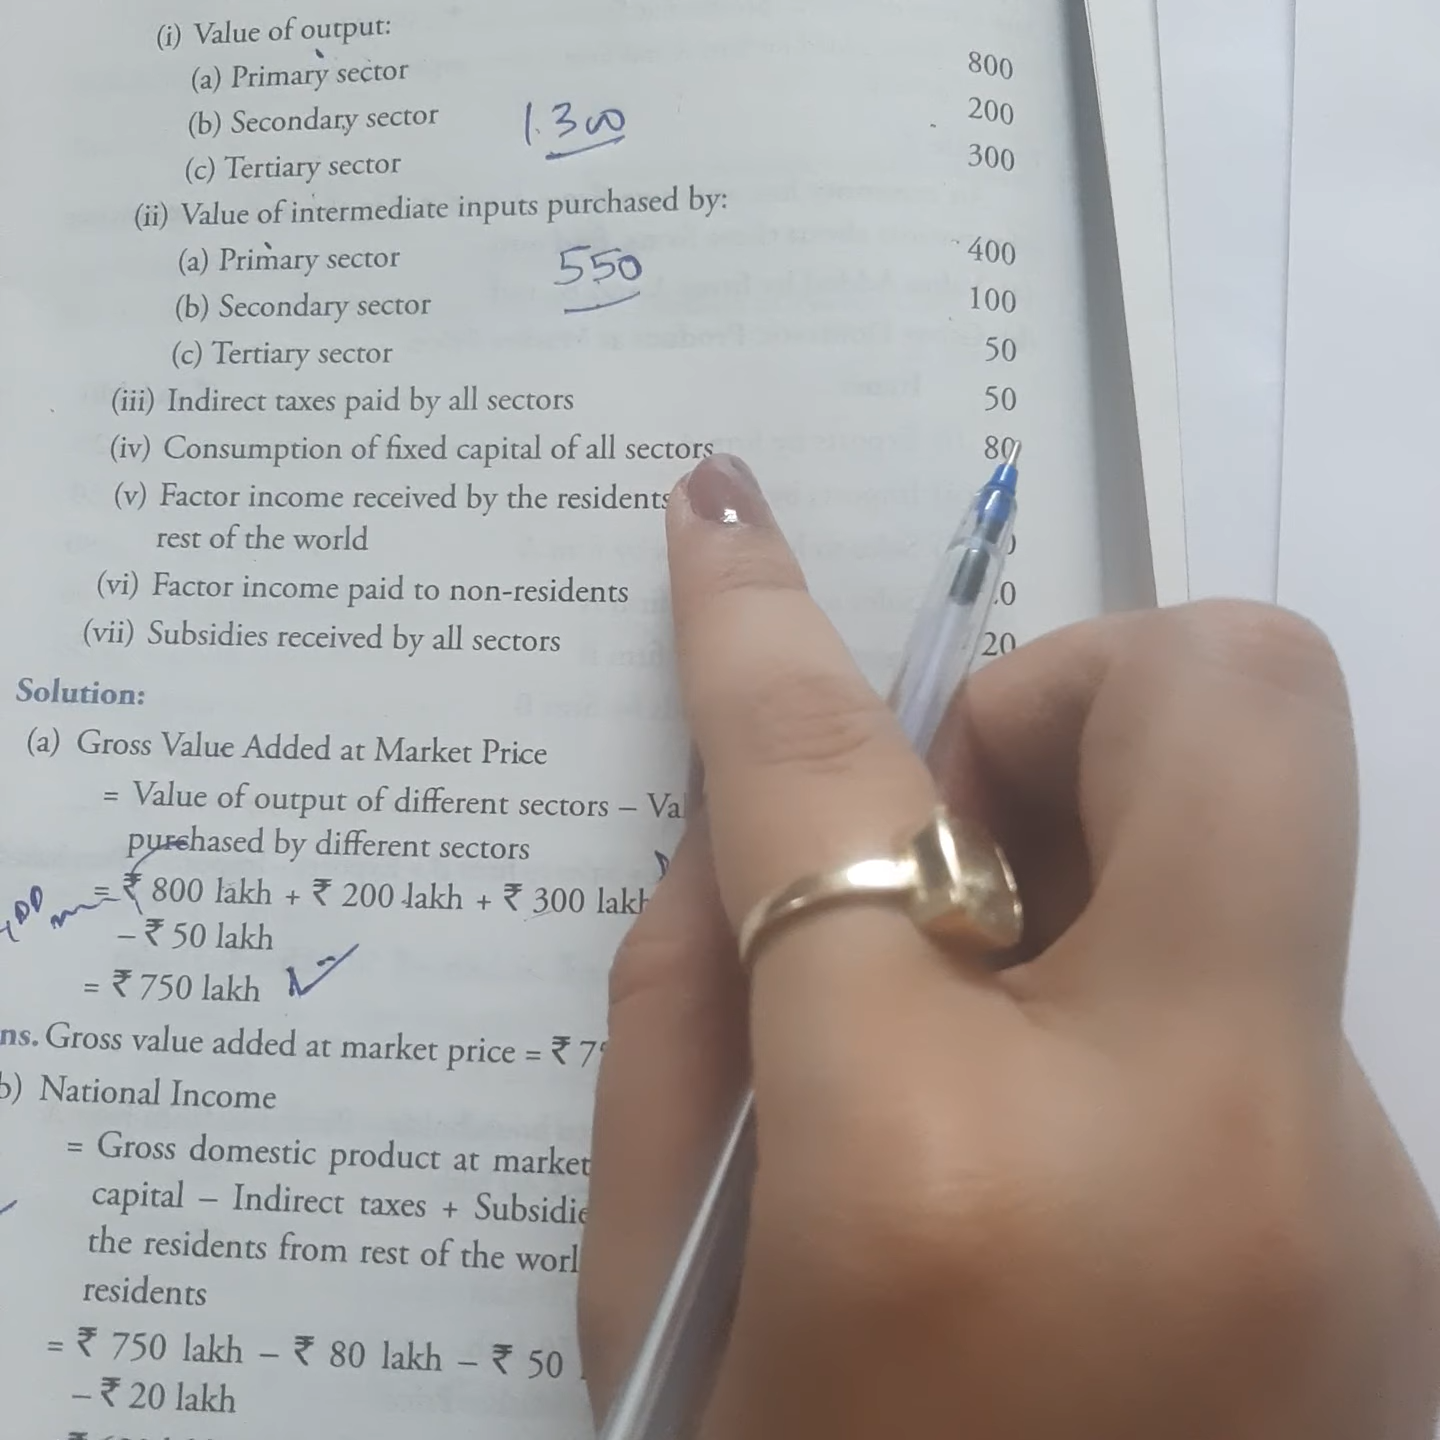 (i) Value of output:
(a) Primary sector 800
(b) Secondary sector 1300 200
(c) Tertiary sector 300
(ii) Value of intermediate inputs purchased by:
(a) Primary sector 550 400
(b) Secondary sector 100
(c) Tertiary sector 50
(iii) Indirect taxes paid by all sectors 50
(iv) Consumption of fixed capital of all sectors 80
(v) Factor income received by the residents
rest of the world
(vi) Factor income paid to non-residents
(vii) Subsidies received by all sectors 20
Solution:
(a) Gross Value Added at Market Price
= Value of output of different sectors –
purchased by different sectors
= ₹ 800 lakh + ₹ 200 lakh + ₹ 300 lakh
– ₹ 50 lakh
= ₹ 750 lakh
Gross value added at market price = ₹
National Income
= Gross domestic product at market
capital – Indirect taxes +
the residents from rest of the
residents
= ₹ 750 lakh – ₹ 80 lakh – ₹ 50
– ₹ 20 lakh